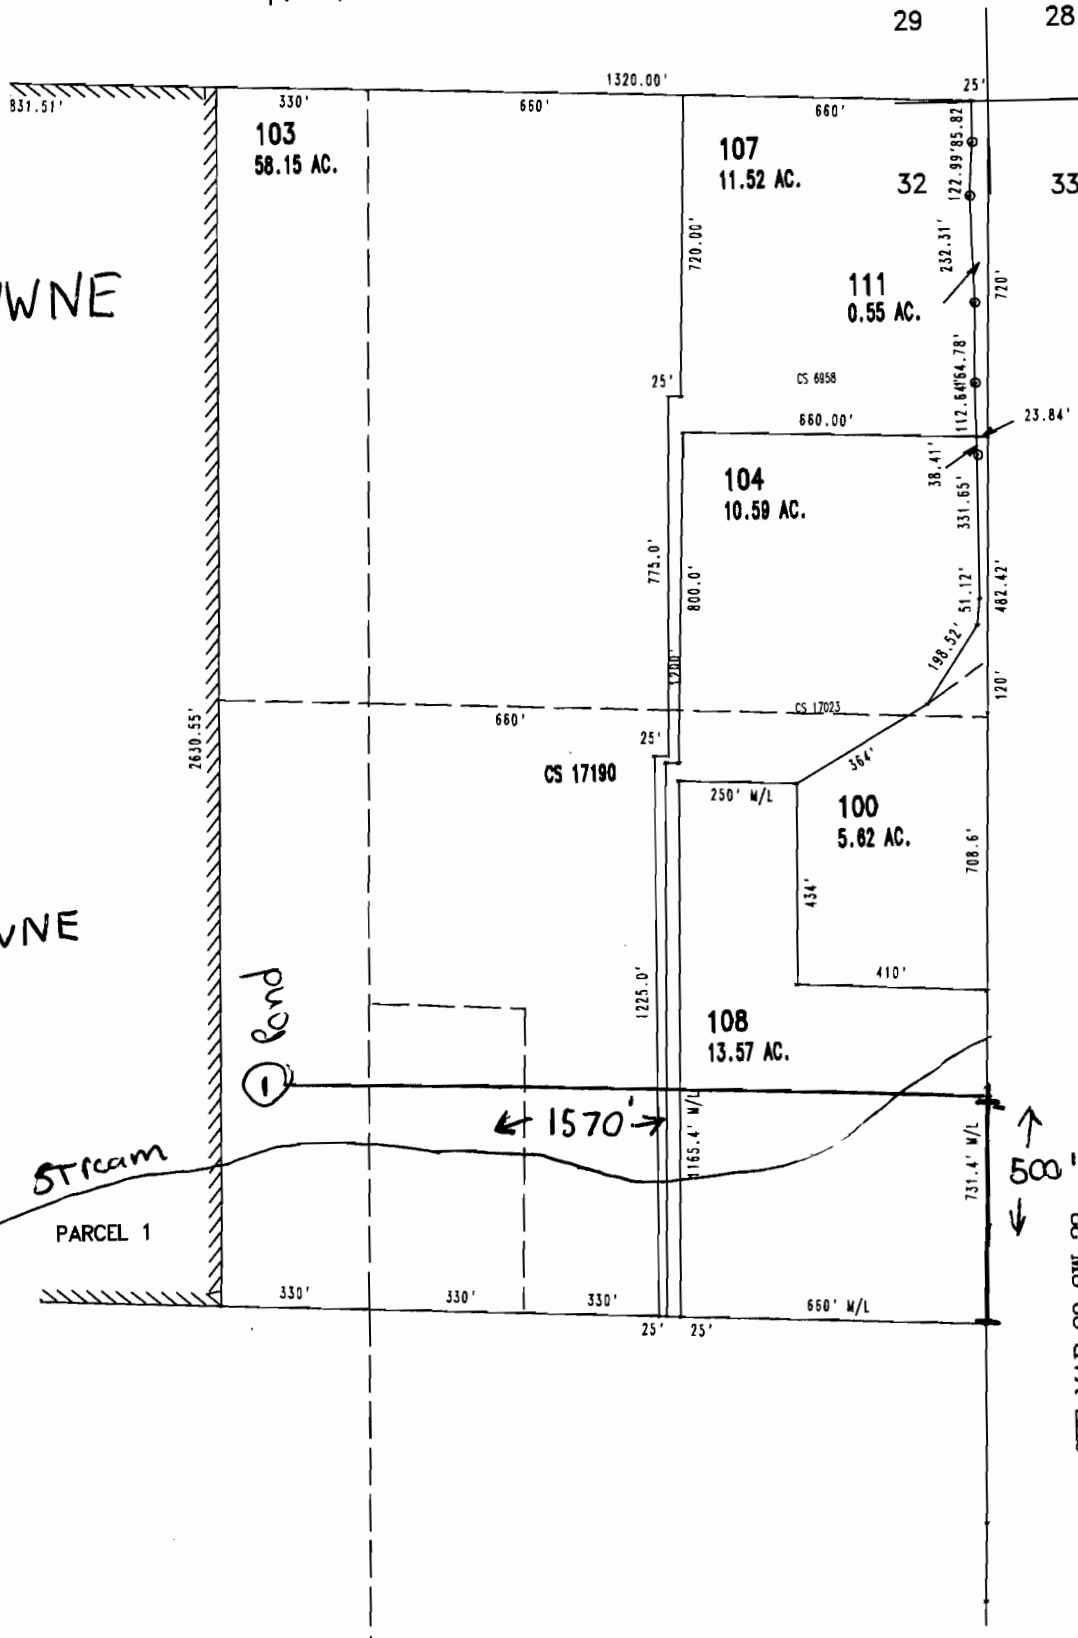 29
28
831.51'
330'
1320.00'
660'
660'
25'
103
58.15 AC.
107
11.52 AC.
85.82'
122.99'
32
33
720.00'
232.31'
111
0.55 AC.
720'
WNE
25'
CS 6958
64.78'
112.64'
660.00'
23.84'
104
10.59 AC.
38.41'
331.65'
775.0'
800.0'
51.12'
482.42'
198.52'
1200'
120'
CS 17023
2630.55'
660'
25'
CS 17190
364'
250' M/L
100
5.62 AC.
708.6'
434'
WNE
Pond
410'
1225.0'
108
13.57 AC.
1
1570'
1165.4' M/L
731.4' M/L
Stream
PARCEL 1
330'
330'
330'
660' M/L
25'
25'